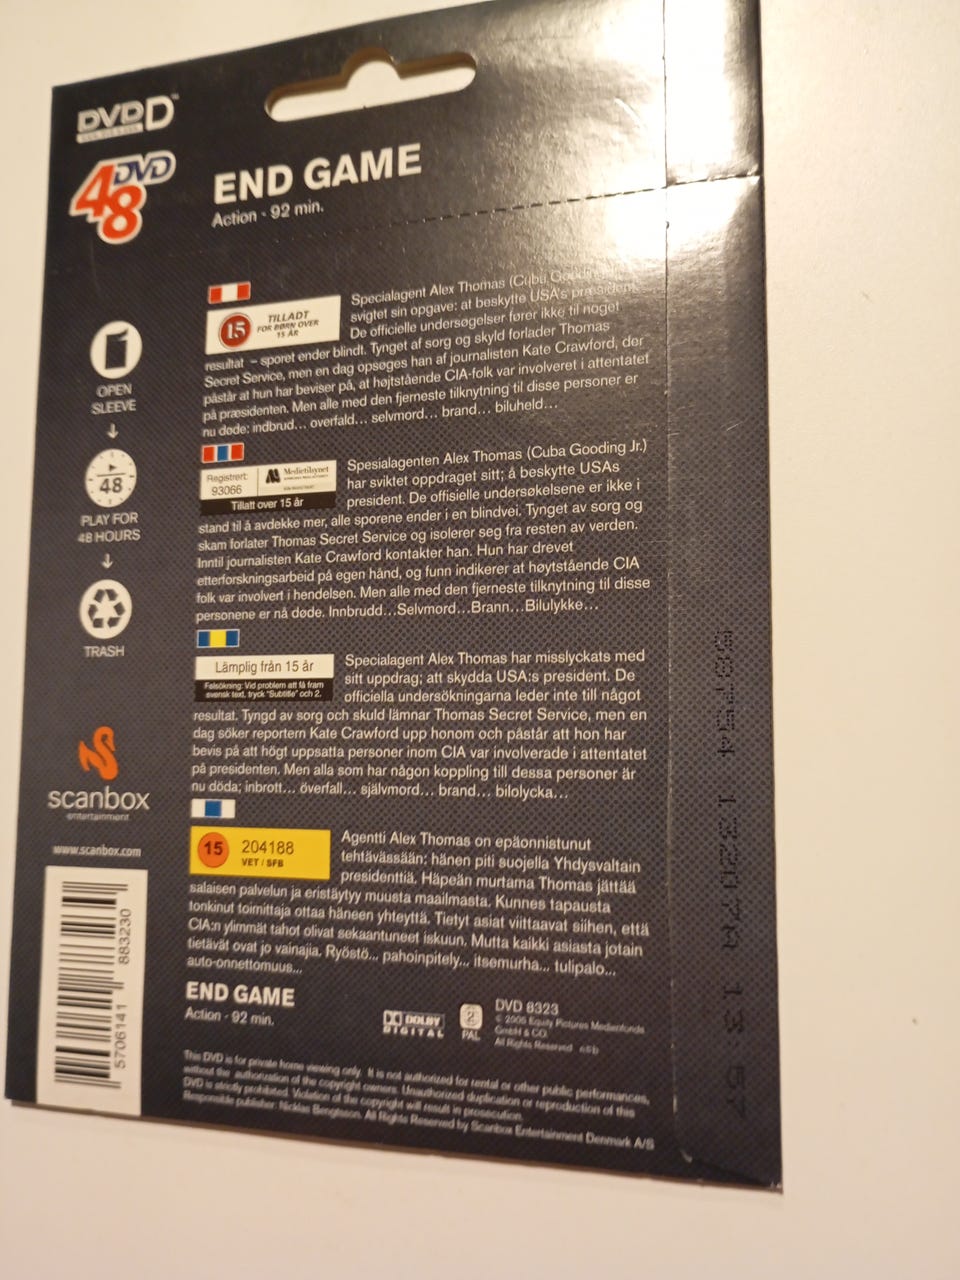 DVDD™
48DVD
END GAME
Action - 92 min.
OPEN
SLEEVE
48
PLAY FOR
48 HOURS
TRASH
scanbox
entertainment
www.scanbox.com
5706141 883230
15 TILLADT
FOR BØRN OVER
15 ÅR
Specialagent Alex Thomas (Cuba Gooding
svigtet sin opgave: at beskytte USA's præsident.
De officielle undersøgelser fører ikke til noget
resultat – sporet ender blindt. Tynget af sorg og skyld forlader Thomas
Secret Service, men en dag opsøges han af journalisten Kate Crawford, der
påstår at hun har beviser på, at højtstående CIA-folk var involveret i attentatet
på præsidenten. Men alle med den fjerneste tilknytning til disse personer er
nu døde: indbrud... overfald... selvmord... brand... biluheld...
Registrert:
93066
Medietilsynet
Tillatt over 15 år
Spesialagenten Alex Thomas (Cuba Gooding Jr.)
har sviktet oppdraget sitt; å beskytte USAs
president. De offisielle undersøkelsene er ikke i
stand til å avdekke mer, alle sporene ender i en blindvei. Tynget av sorg og
skam forlater Thomas Secret Service og isolerer seg fra resten av verden.
Inntil journalisten Kate Crawford kontakter han. Hun har drevet
etterforskningsarbeid på egen hånd, og funn indikerer at høytstående CIA
folk var involvert i hendelsen. Men alle med den fjerneste tilknytning til disse
personene er nå døde. Innbrudd...Selvmord...Brann...Bilulykke...
Lämplig från 15 år
Felsökning: Vid problem att få fram
svensk text, tryck "Subtitle" och 2.
Specialagent Alex Thomas har misslyckats med
sitt uppdrag; att skydda USA:s president. De
officiella undersökningarna leder inte till något
resultat. Tyngd av sorg och skuld lämnar Thomas Secret Service, men en
dag söker reportern Kate Crawford upp honom och påstår att hon har
bevis på att högt uppsatta personer inom CIA var involverade i attentatet
på presidenten. Men alla som har någon koppling till dessa personer är
nu döda; inbrott... överfall... självmord... brand... bilolycka...
15 204188
VET / SFB
Agentti Alex Thomas on epäonnistunut
tehtävässään: hänen piti suojella Yhdysvaltain
presidenttiä. Häpeän murtama Thomas jättää
salaisen palvelun ja eristäytyy muusta maailmasta. Kunnes tapausta
tonkinut toimittaja ottaa häneen yhteyttä. Tietyt asiat viittaavat siihen, että
CIA:n ylimmät tahot olivat sekaantuneet iskuun. Mutta kaikki asiasta jotain
tietävät ovat jo vainajia. Ryöstö... pahoinpitely... itsemurha... tulipalo...
auto-onnettomuus...
END GAME
Action - 92 min.
DOLBY
DIGITAL
2
PAL
DVD 8323
© 2006 Equity Pictures Medienfonds
GmbH & CO
All Rights Reserved
This DVD is for private home viewing only. It is not authorized for rental or other public performances,
without the authorization of the copyright owners. Unauthorized duplication or reproduction of this
DVD is strictly prohibited. Violation of the copyright will result in prosecution.
Responsible publisher: Nicklas Bengtsson. All Rights Reserved by Scanbox Entertainment Denmark A/S